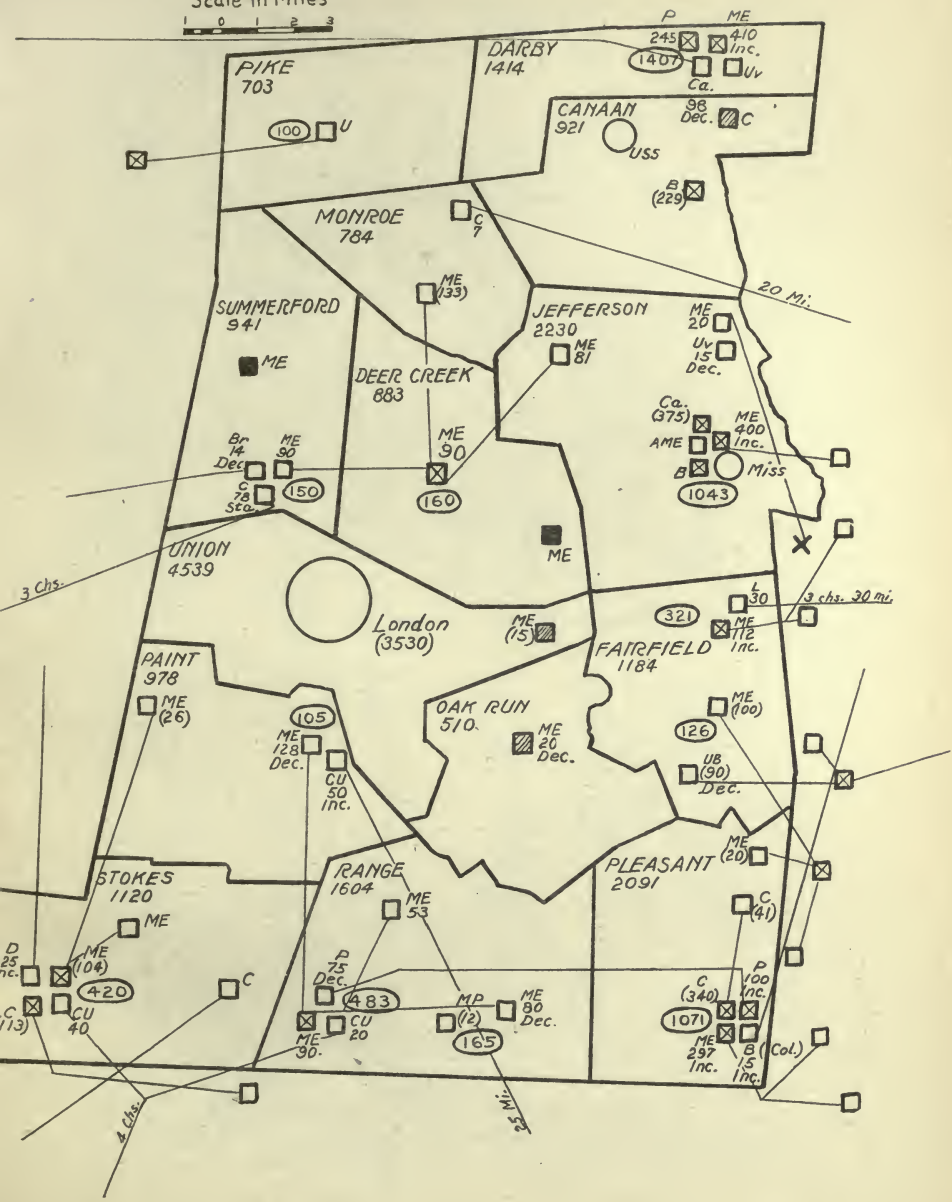 Scale in Miles
1 0 1 2 3
PIKE
703
100
U
DARBY
1414
P
245
ME
410
Inc.
1407
Ca.
Uv
CANAAN
921
USS
98
Dec.
C
B
(229)
MONROE
784
C
7
ME
(133)
20 Mi.
SUMMERFORD
941
ME
Br
14
Dec
ME
90
C
78
Sta.
150
3 Chs.
DEER CREEK
883
ME
90
160
ME
JEFFERSON
2230
ME
81
ME
20
Uv
15
Dec.
Ca.
(375)
ME
400
Inc.
AME
B
Miss
1043
UNION
4539
London
(3530)
ME
(15)
FAIRFIELD
1184
321
L
30
3 chs. 30 mi.
ME
112
Inc.
ME
(100)
126
UB
(90)
Dec.
PAINT
978
ME
(26)
105
ME
128
Dec.
CU
50
Inc.
OAK RUN
510
ME
20
Dec.
STOKES
1120
ME
D
25
nc.
ME
(104)
420
C
113)
CU
40
C
4 Chs.
RANGE
1604
ME
53
P
75
Dec.
483
ME
90
CU
20
MP
(12)
165
ME
80
Dec.
25 Mi.
PLEASANT
2091
ME
(20)
C
(41)
C
(340)
P
100
Inc.
1071
ME
297
Inc.
B (Col.)
15
Inc.